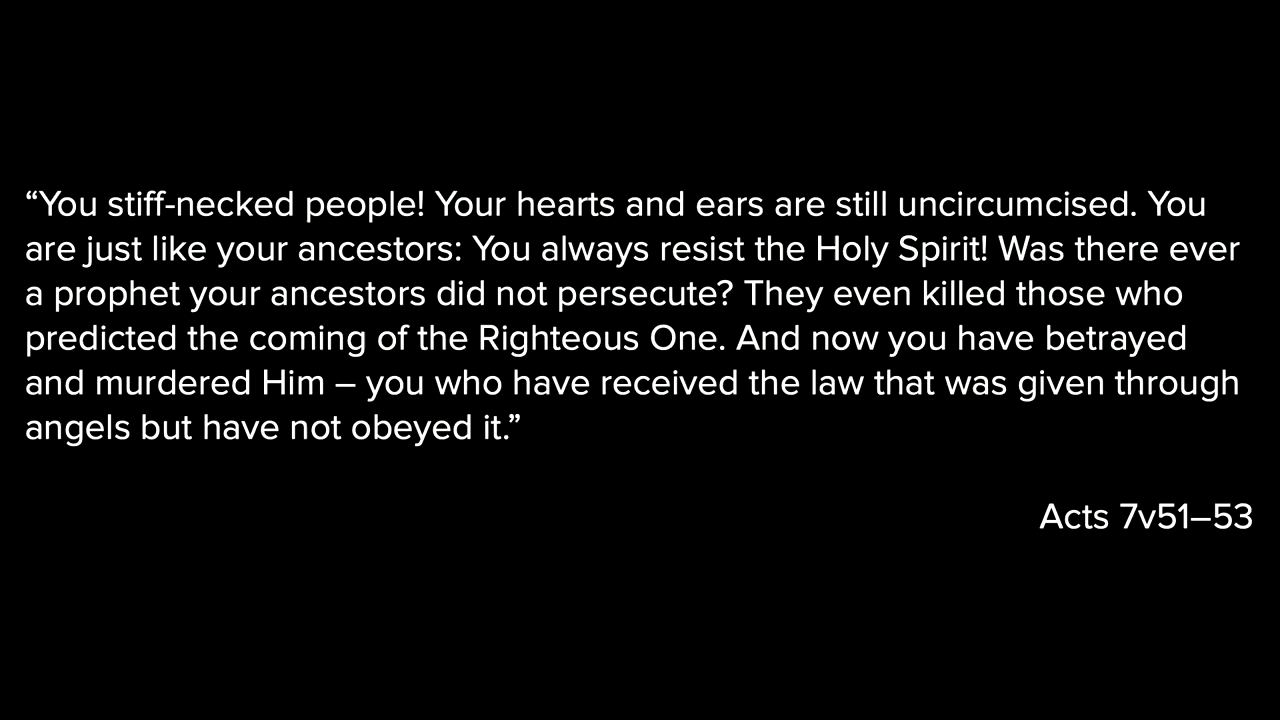 “You stiff-necked people! Your hearts and ears are still uncircumcised. You
are just like your ancestors: You always resist the Holy Spirit! Was there ever
a prophet your ancestors did not persecute? They even killed those who
predicted the coming of the Righteous One. And now you have betrayed
and murdered Him – you who have received the law that was given through
angels but have not obeyed it.”
Acts 7v51–53